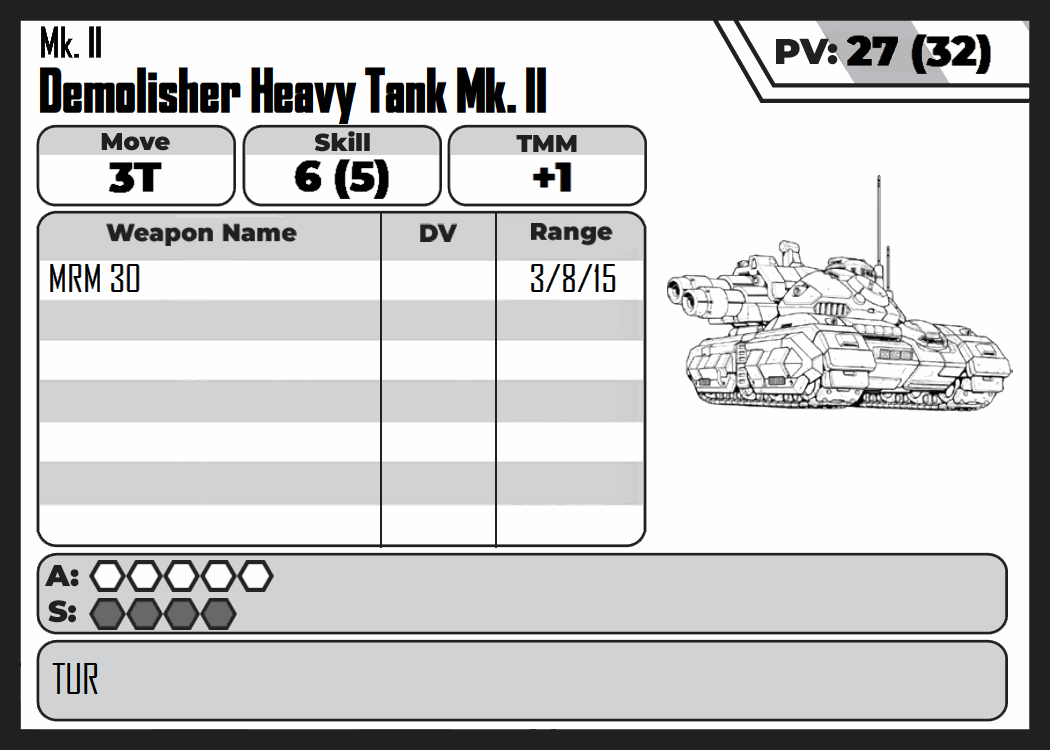 Mk. II
Demolisher Heavy Tank Mk. II
PV: 27 (32)
Move Skill TMM
3T 6 (5) +1
Weapon Name DV Range
MRM 30 3/8/15
A:
S:
TUR